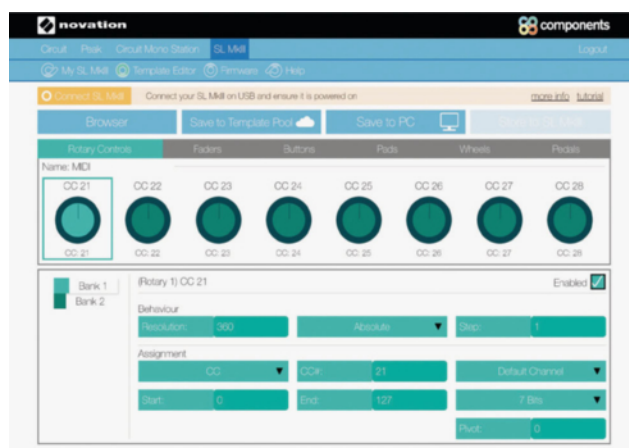 novation
components
Circuit Peak Circuit Mono Station SL MkIII Logout
My SL MkIII Template Editor Firmware Help
Connect SL MkIII Connect your SL MkIII on USB and ensure it is powered on more info tutorial
Browser Save to Template Pool Save to PC
Rotary Controls Faders Buttons Pads Wheels Pedals
Name: MIDI
CC 21 CC 22 CC 23 CC 24 CC 25 CC 26 CC 27 CC 28
CC: 21 CC: 22 CC: 23 CC: 24 CC: 25 CC: 26 CC: 27 CC: 28
Bank 1 (Rotary 1) CC 21 Enabled
Bank 2
Behaviour
Resolution: 360 Absolute Step: 1
Assignment
CC CC#: 21 Default Channel
Start: 0 End: 127 7 Bits
Pivot: 0